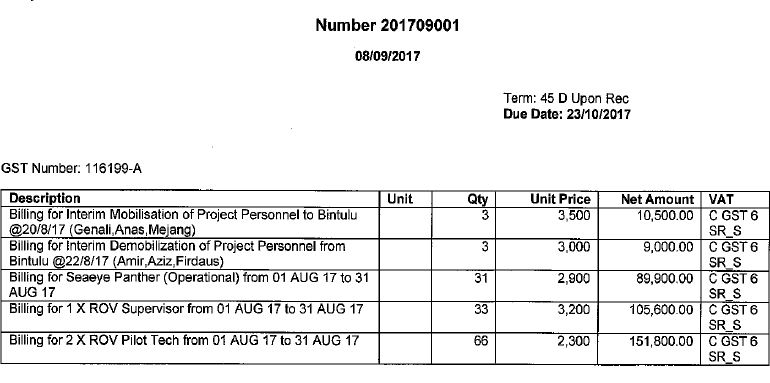 Number 201709001
08/09/2017
Term: 45 D Upon Rec
Due Date: 23/10/2017
GST Number: 116199-A
Description Unit Qty Unit Price Net Amount VAT
Billing for Interim Mobilisation of Project Personnel to Bintulu 3 3,500 10,500.00 C GST 6
@20/8/17 (Genali,Anas,Mejang) SR_S
Billing for Interim Demobilization of Project Personnel from 3 3,000 9,000.00 C GST 6
Bintulu @22/8/17 (Amir,Aziz,Firdaus) SR_S
Billing for Seaeye Panther (Operational) from 01 AUG 17 to 31 31 2,900 89,900.00 C GST 6
AUG 17 SR_S
Billing for 1 X ROV Supervisor from 01 AUG 17 to 31 AUG 17 33 3,200 105,600.00 C GST 6
SR_S
Billing for 2 X ROV Pilot Tech from 01 AUG 17 to 31 AUG 17 66 2,300 151,800.00 C GST 6
SR_S